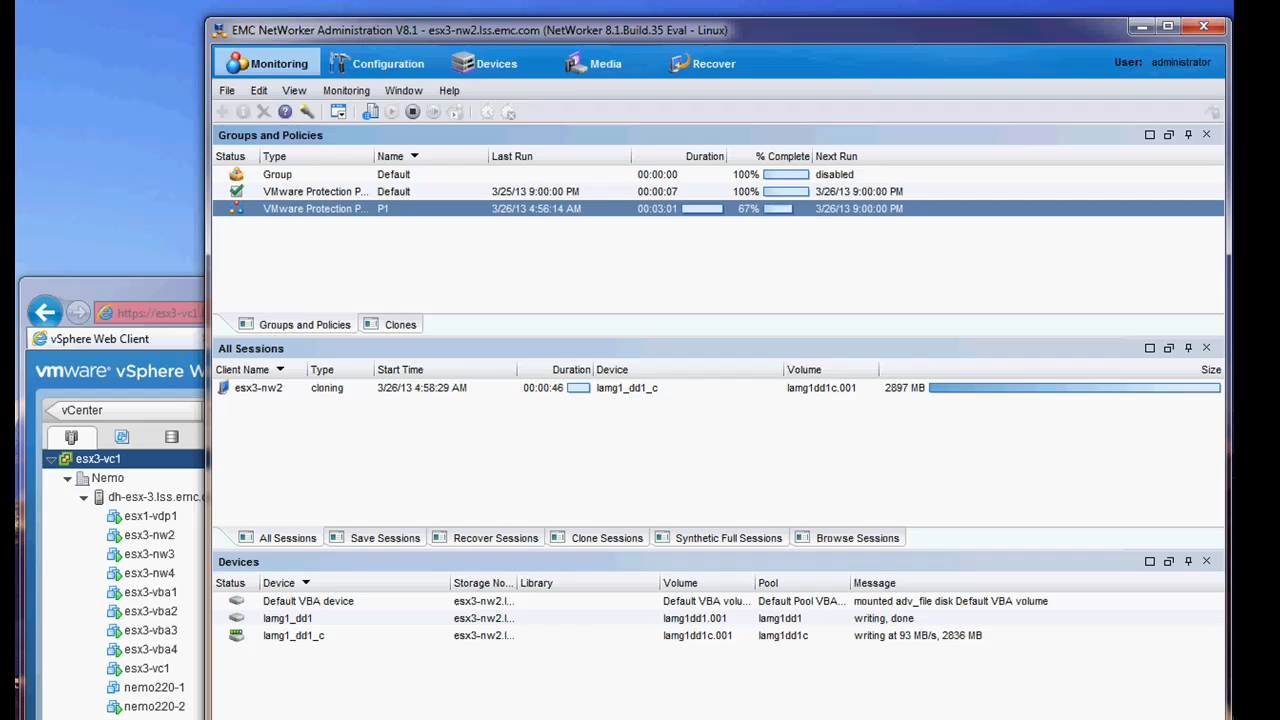 EMC NetWorker Administration V8.1 - esx3-nw2.lss.emc.com (NetWorker 8.1.Build.35 Eval - Linux)
Monitoring Configuration Devices Media Recover User: administrator
File Edit View Monitoring Window Help
Groups and Policies
Status Type Name Last Run Duration % Complete Next Run
Group Default 00:00:00 100% disabled
VMware Protection P... Default 3/25/13 9:00:00 PM 00:00:07 100% 3/26/13 9:00:00 PM
VMware Protection P... P1 3/26/13 4:56:14 AM 00:03:01 67% 3/26/13 9:00:00 PM
Groups and Policies Clones
All Sessions
Client Name Type Start Time Duration Device Volume Size
esx3-nw2 cloning 3/26/13 4:58:29 AM 00:00:46 lamg1_dd1_c lamg1dd1c.001 2897 MB
All Sessions Save Sessions Recover Sessions Clone Sessions Synthetic Full Sessions Browse Sessions
Devices
Status Device Storage No... Library Volume Pool Message
Default VBA device esx3-nw2.l... Default VBA volu... Default Pool VBA... mounted adv_file disk Default VBA volume
lamg1_dd1 esx3-nw2.l... lamg1dd1.001 lamg1dd1 writing, done
lamg1_dd1_c esx3-nw2.l... lamg1dd1c.001 lamg1dd1c writing at 93 MB/s, 2836 MB
https://esx3-vc1
vSphere Web Client
vmware vSphere Web
vCenter
esx3-vc1
Nemo
dh-esx-3.lss.emc.c
esx1-vdp1
esx3-nw2
esx3-nw3
esx3-nw4
esx3-vba1
esx3-vba2
esx3-vba3
esx3-vba4
esx3-vc1
nemo220-1
nemo220-2